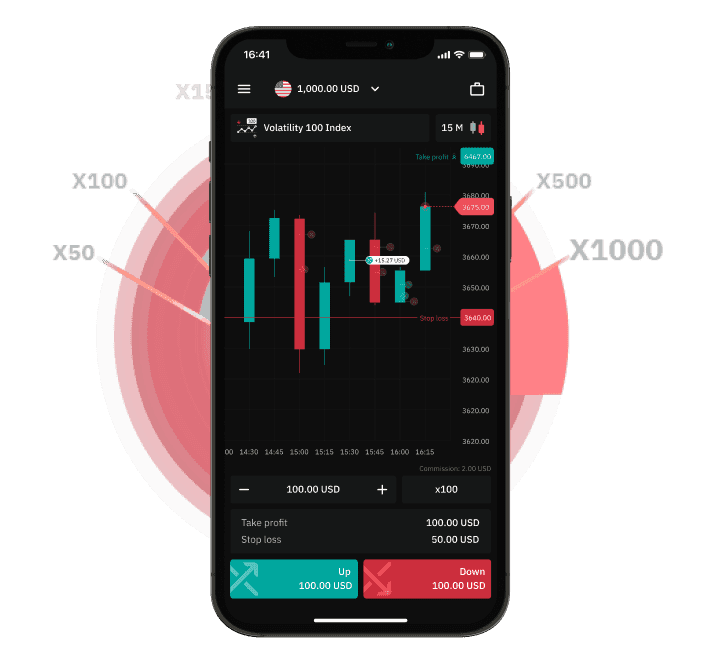 16:41
1,000.00 USD
Volatility 100 Index
15 M
X100
X50
X500
X1000
Take profit
6467.00
3690.00
3680.00
3675.00
3670.00
3660.00
+15.27 USD
3650.00
Stop loss
3640.00
3630.00
3620.00
3620.00
3620.00
00 14:30 14:45 15:00 15:15 15:30 15:45 16:00 16:15
Commission: 2.00 USD
− 100.00 USD +
x100
Take profit 100.00 USD
Stop loss 50.00 USD
Up
100.00 USD
Down
100.00 USD